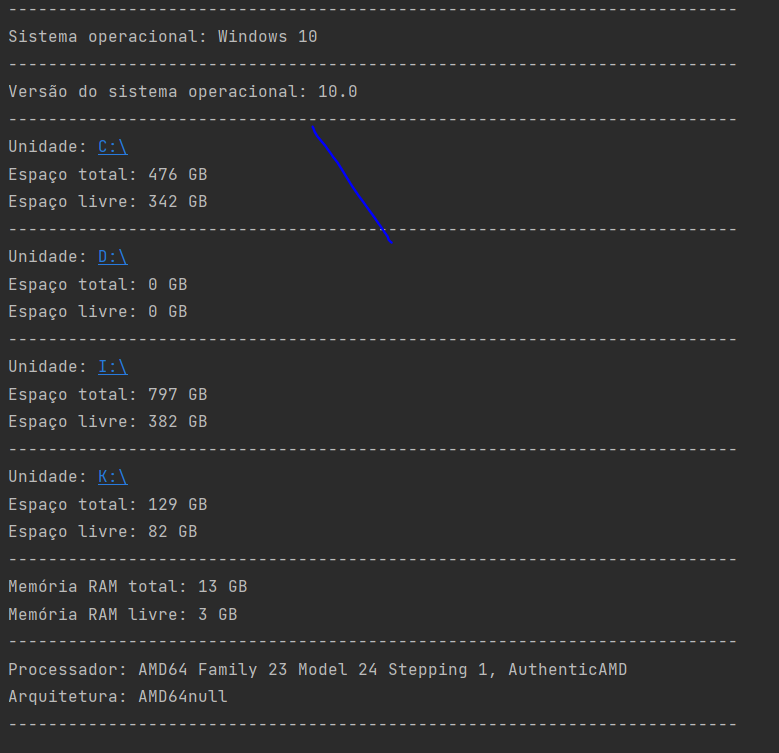 -------------------------------------------------------------------------
Sistema operacional: Windows 10
-------------------------------------------------------------------------
Versão do sistema operacional: 10.0
-------------------------------------------------------------------------
Unidade: C:\
Espaço total: 476 GB
Espaço livre: 342 GB
-------------------------------------------------------------------------
Unidade: D:\
Espaço total: 0 GB
Espaço livre: 0 GB
-------------------------------------------------------------------------
Unidade: I:\
Espaço total: 797 GB
Espaço livre: 382 GB
-------------------------------------------------------------------------
Unidade: K:\
Espaço total: 129 GB
Espaço livre: 82 GB
-------------------------------------------------------------------------
Memória RAM total: 13 GB
Memória RAM livre: 3 GB
-------------------------------------------------------------------------
Processador: AMD64 Family 23 Model 24 Stepping 1, AuthenticAMD
Arquitetura: AMD64null
-------------------------------------------------------------------------